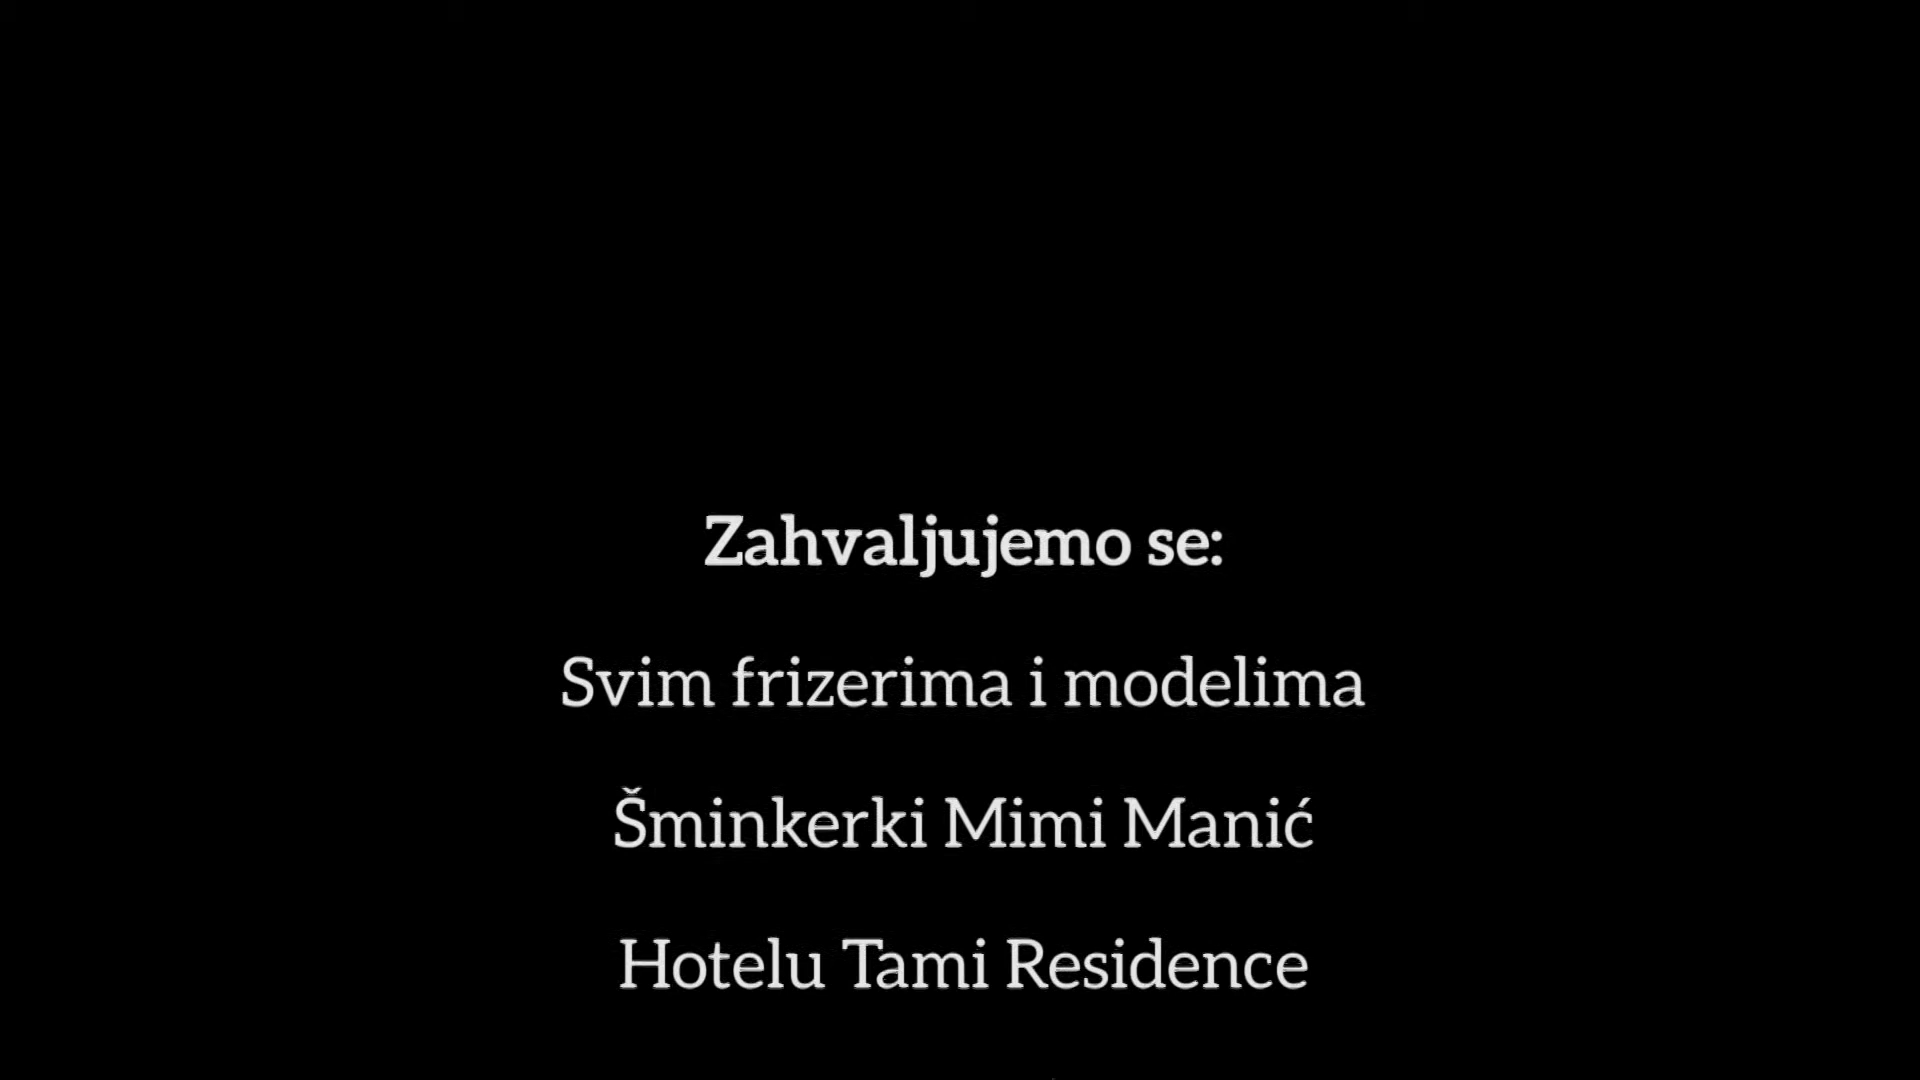 Zahvaljujemo se:
Svim frizerima i modelima
Šminkerki Mimi Manić
Hotelu Tami Residence